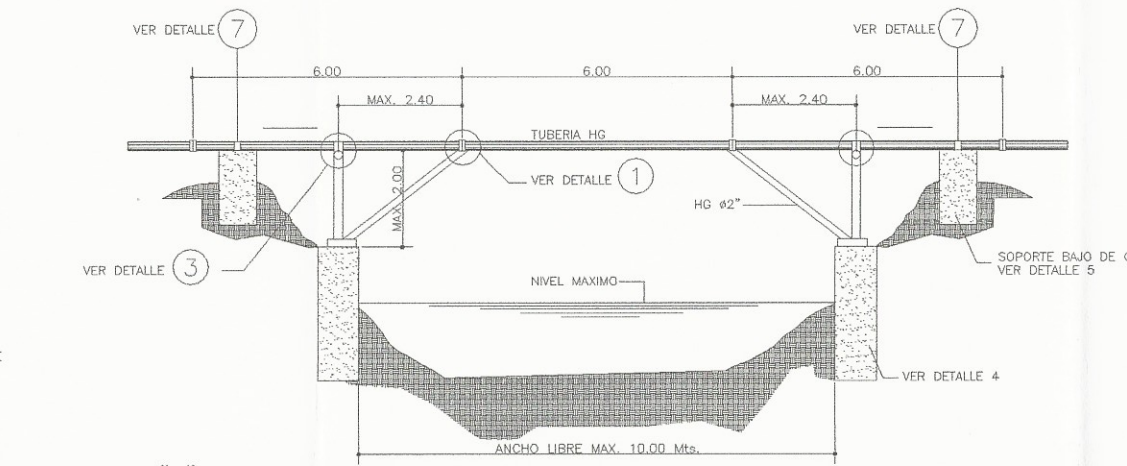 VER DETALLE 7
VER DETALLE 7
6.00
6.00
6.00
MAX. 2.40
MAX. 2.40
TUBERIA HG
VER DETALLE 1
MAX. 2.00
HG ø2"
VER DETALLE 3
SOPORTE BAJO DE
VER DETALLE 5
NIVEL MAXIMO
VER DETALLE 4
ANCHO LIBRE MAX. 10.00 Mts.